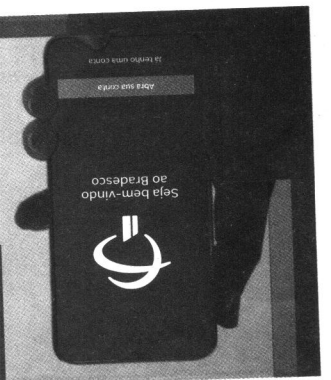 Seja bem-vindo
ao Bradesco
Abra sua conta
Já tenho uma conta